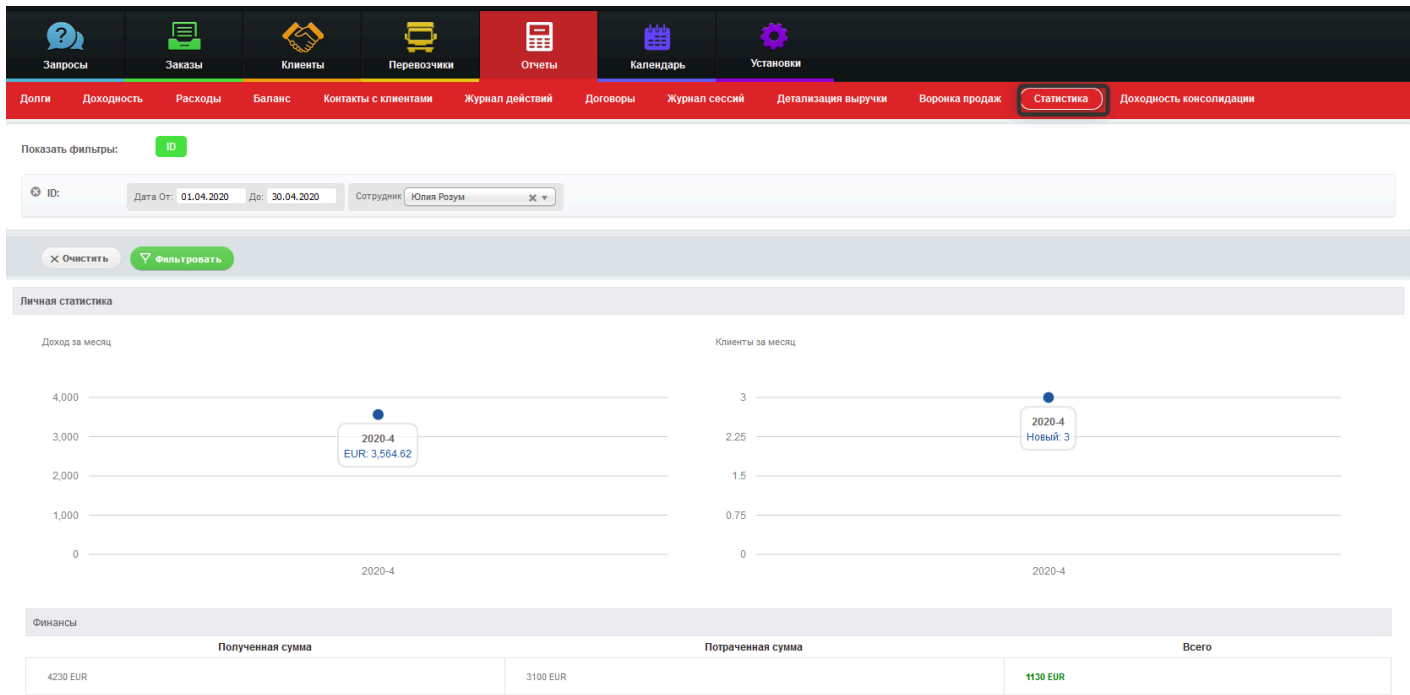 Запросы Заказы Клиенты Перевозчики Отчеты Календарь Установки
Долги Доходность Расходы Баланс Контакты с клиентами Журнал действий Договоры Журнал сессий Детализация выручки Воронка продаж Статистика Доходность консолидации
Показать фильтры: ID
ID: Дата От: 01.04.2020 До: 30.04.2020 Сотрудник Юлия Розум
Очистить Фильтровать
Личная статистика
Доход за месяц
4,000
3,000
2,000
1,000
0
2020-4
EUR: 3,564.62
2020-4
Клиенты за месяц
3
2.25
1.5
0.75
0
2020-4
Новый: 3
2020-4
Финансы
Полученная сумма Потраченная сумма Всего
4230 EUR 3100 EUR 1130 EUR